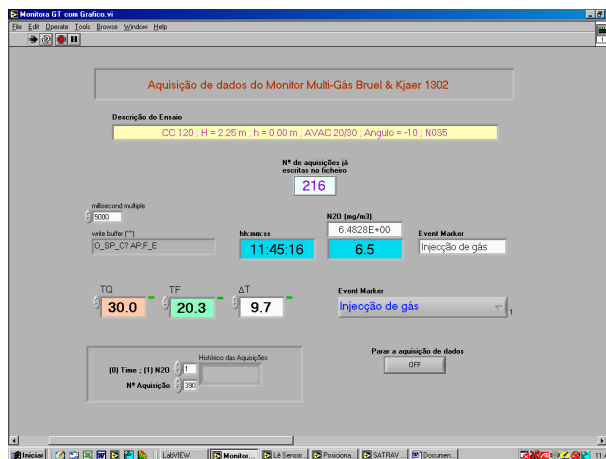 Monitora GT com Grafico.vi
File Edit Operate Tools Browse Window Help
Aquisição de dados do Monitor Multi-Gás Bruel & Kjaer 1302
Descrição do Ensaio
CC 120 ; H = 2.25 m ; h = 0.00 m ; AVAC 20/30 ; Angulo = -10 ; N035
Nº de aquisições já
escritas no ficheiro
216
millisecond multiple
5000
write buffer ("")
O_SP_C? AP,F_E
hh:mm:ss
11:45:16
N2O (mg/m3)
6.4828E+00
6.5
Event Marker
Injecção de gás
TQ
30.0
TF
20.3
ΔT
9.7
Event Marker
Injecção de gás
1
Histórico das Aquisições
(0) Time ; (1) N2O
1
Nº Aquisição
390
Parar a aquisição de dados
OFF
Iniciar LabVIEW Monitor... Lê Sensor... Posiciona... SATRAV ... Documen...